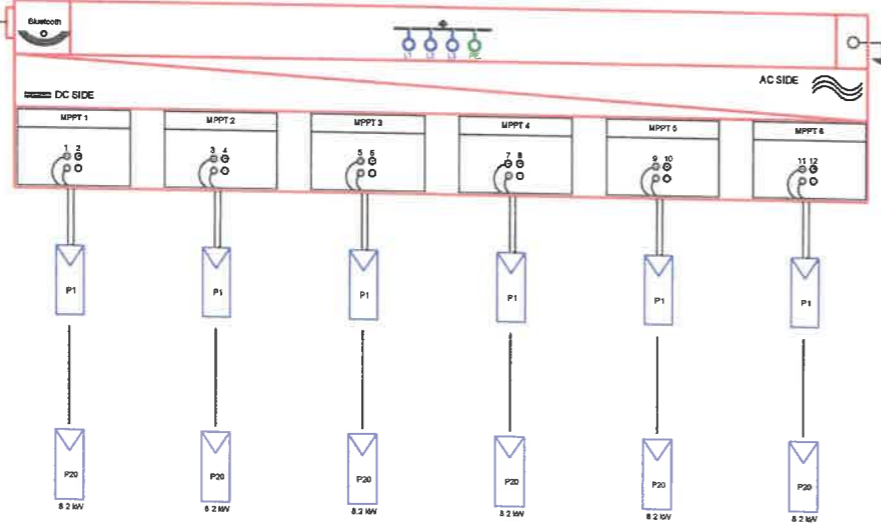 Bluetooth
L1 L2 L3 PE
AC SIDE
DC SIDE
MPPT 1
MPPT 2
MPPT 3
MPPT 4
MPPT 5
MPPT 6
1 2
3 4
5 6
7 8
9 10
11 12
P1
P1
P1
P1
P1
P1
P20
P20
P20
P20
P20
P20
8.2 kW
8.2 kW
8.2 kW
8.2 kW
8.2 kW
8.2 kW